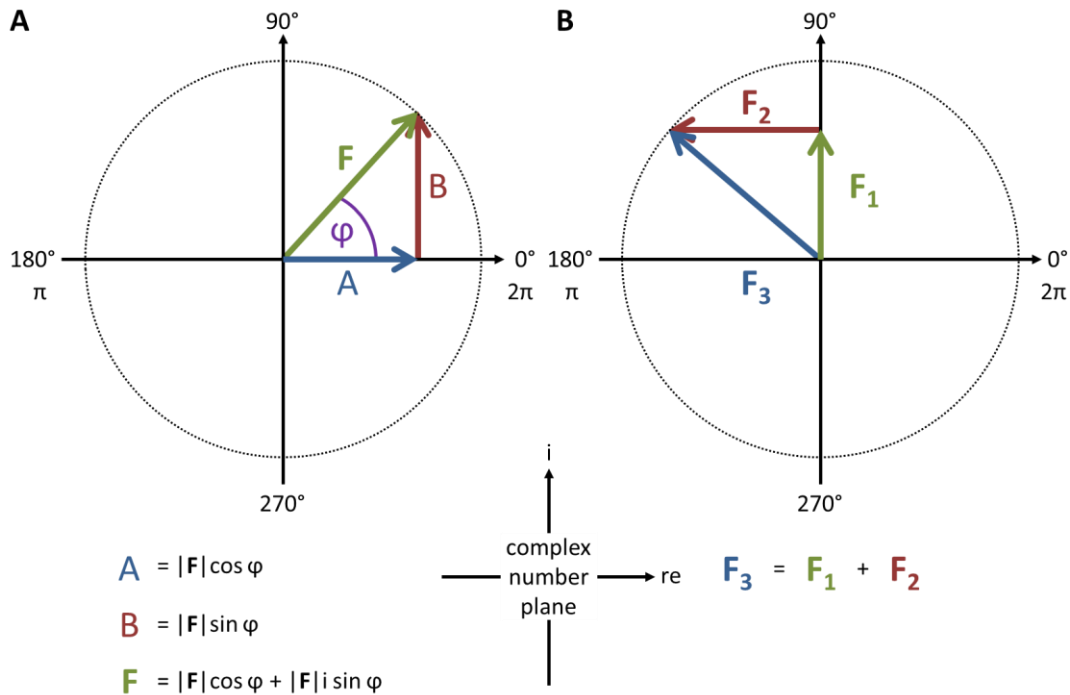 A
90°
F
B
φ
180°
0°
A
π
2π
270°
B
90°
F2
F1
180°
0°
F3
π
2π
270°
i
complex
number
plane
re
A = |F| cos φ
B = |F| sin φ
F = |F| cos φ + |F| i sin φ
F3 = F1 + F2